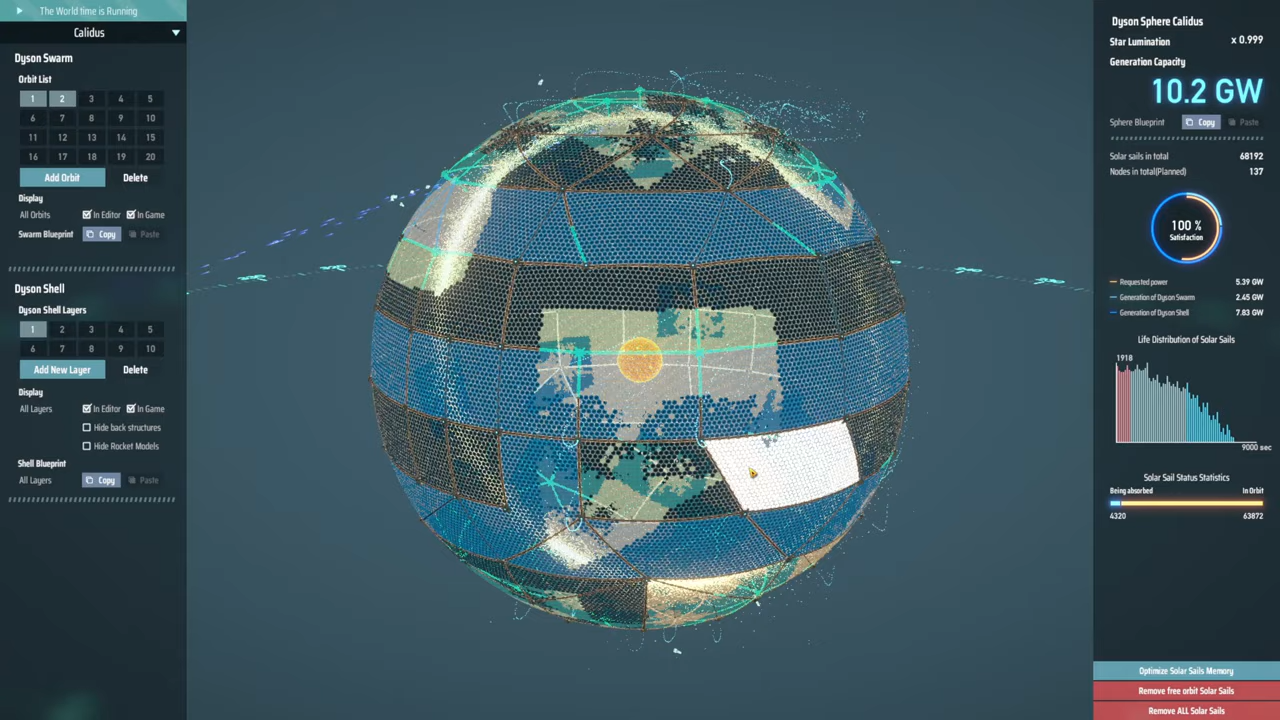 The World time is Running
Calidus
Dyson Swarm
Orbit List
1 2 3 4 5
6 7 8 9 10
11 12 13 14 15
16 17 18 19 20
Add Orbit Delete
Display
All Orbits In Editor In Game
Swarm Blueprint Copy Paste
Dyson Shell
Dyson Shell Layers
1 2 3 4 5
6 7 8 9 10
Add New Layer Delete
Display
All Layers In Editor In Game
Hide back structures
Hide Rocket Models
Shell Blueprint
All Layers Copy Paste
Dyson Sphere Calidus
Star Lumination x 0.999
Generation Capacity
10.2 GW
Sphere Blueprint Copy Paste
Solar sails in total 68192
Nodes in total(Planned) 137
100 %
Satisfaction
Requested power 5.39 GW
Generation of Dyson Swarm 2.45 GW
Generation of Dyson Shell 7.83 GW
Life Distribution of Solar Sails
1918
9000 sec
Solar Sail Status Statistics
Being absorbed In Orbit
4320 63872
Optimize Solar Sails Memory
Remove free orbit Solar Sails
Remove ALL Solar Sails